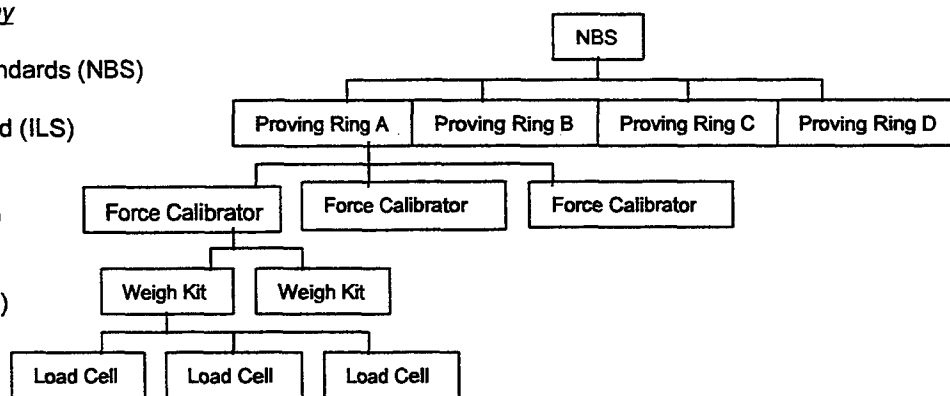 NBS
ndards (NBS)
d (ILS)
Proving Ring A Proving Ring B Proving Ring C Proving Ring D
Force Calibrator Force Calibrator Force Calibrator
)
Weigh Kit Weigh Kit
Load Cell Load Cell Load Cell